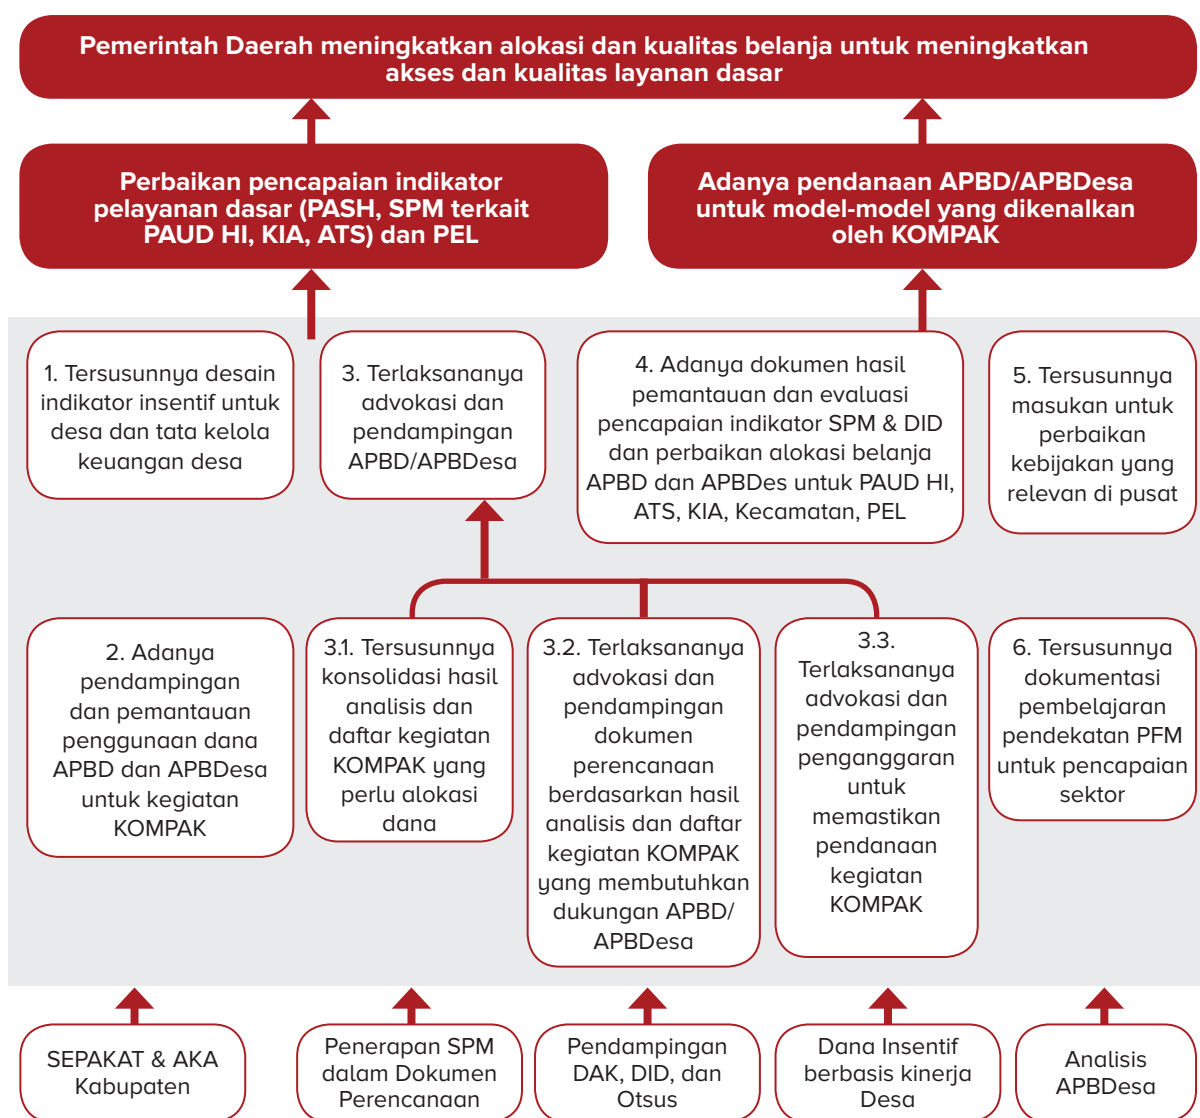 Pemerintah Daerah meningkatkan alokasi dan kualitas belanja untuk meningkatkan
akses dan kualitas layanan dasar
Perbaikan pencapaian indikator
pelayanan dasar (PASH, SPM terkait
PAUD HI, KIA, ATS) dan PEL
Adanya pendanaan APBD/APBDesa
untuk model-model yang dikenalkan
oleh KOMPAK
1. Tersusunnya desain
indikator insentif untuk
desa dan tata kelola
keuangan desa
3. Terlaksananya
advokasi dan
pendampingan
APBD/APBDesa
4. Adanya dokumen hasil
pemantauan dan evaluasi
pencapaian indikator SPM & DID
dan perbaikan alokasi belanja
APBD dan APBDes untuk PAUD HI,
ATS, KIA, Kecamatan, PEL
5. Tersusunnya
masukan untuk
perbaikan
kebijakan yang
relevan di pusat
2. Adanya
pendampingan
dan pemantauan
penggunaan dana
APBD dan APBDesa
untuk kegiatan
KOMPAK
3.1. Tersusunnya
konsolidasi hasil
analisis dan
daftar kegiatan
KOMPAK yang
perlu alokasi
dana
3.2. Terlaksananya
advokasi dan
pendampingan
dokumen
perencanaan
berdasarkan hasil
analisis dan daftar
kegiatan KOMPAK
yang membutuhkan
dukungan APBD/
APBDesa
3.3.
Terlaksananya
advokasi dan
pendampingan
penganggaran
untuk
memastikan
pendanaan
kegiatan
KOMPAK
6. Tersusunnya
dokumentasi
pembelajaran
pendekatan PFM
untuk pencapaian
sektor
SEPAKAT & AKA
Kabupaten
Penerapan SPM
dalam Dokumen
Perencanaan
Pendampingan
DAK, DID, dan
Otsus
Dana Insentif
berbasis kinerja
Desa
Analisis
APBDesa